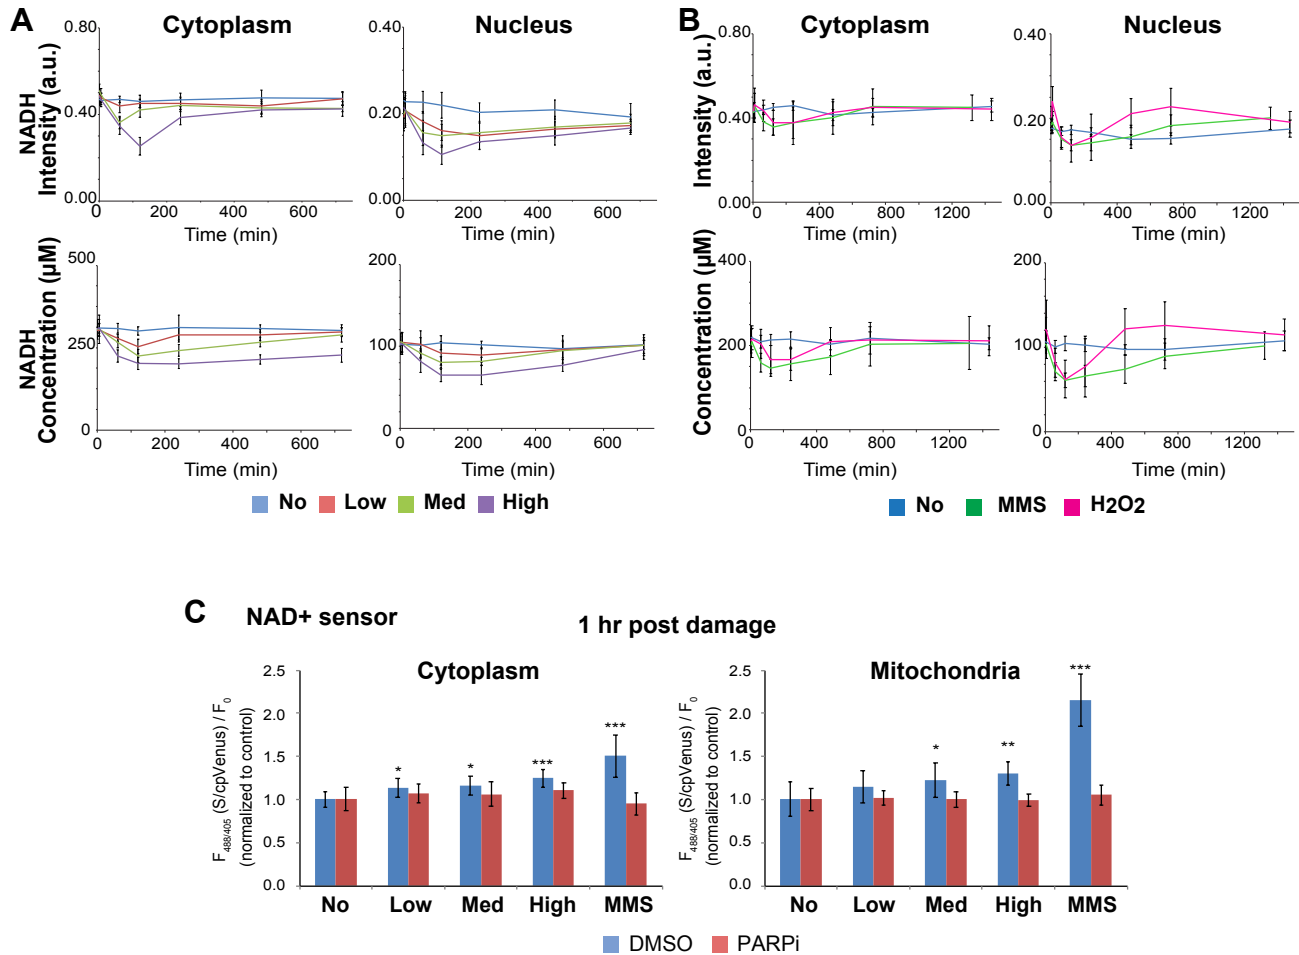 A
Cytoplasm
Nucleus
NADH
Intensity (a.u.)
0.80
0.40
0.00
0 200 400 600
Time (min)
0.40
0.20
0.00
0 200 400 600
Time (min)
NADH
Concentration (µM)
500
250
0
0 200 400 600
Time (min)
200
100
0
0 200 400 600
Time (min)
No Low Med High
B
Cytoplasm
Nucleus
Intensity (a.u.)
0.80
0.40
0.00
0 400 800 1200
Time (min)
0.40
0.20
0.00
0 400 800 1200
Time (min)
Concentration (µM)
400
200
0
0 400 800 1200
Time (min)
200
100
0
0 400 800 1200
Time (min)
No MMS H2O2
C
NAD+ sensor
1 hr post damage
Cytoplasm
F488/405 (S/cpVenus) / F0
(normalized to control)
2.5
2.0
1.5
1.0
0.5
0.0
* * *** ***
No Low Med High MMS
Mitochondria
F488/405 (S/cpVenus) / F0
(normalized to control)
2.5
2.0
1.5
1.0
0.5
0.0
* ** ***
No Low Med High MMS
DMSO PARPi